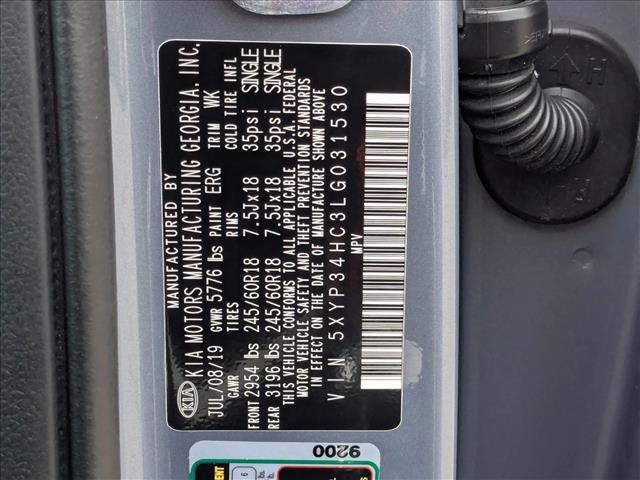 MANUFACTURED BY
KIA KIA MOTORS MANUFACTURING GEORGIA. INC.
JUL/08/19 GVWR 5776 lbs PAINT ERG TRIM WK
GAWR TIRES RIMS COLD TIRE INFL
FRONT 2954 lbs 245/60R18 7.5Jx18 35psi SINGLE
REAR 3196 lbs 245/60R18 7.5Jx18 35psi SINGLE
THIS VEHICLE CONFORMS TO ALL APPLICABLE U.S.A. FEDERAL
MOTOR VEHICLE SAFETY AND THEFT PREVENTION STANDARDS
IN EFFECT ON THE DATE OF MANUFACTURE SHOWN ABOVE
VIN 5XYP34HC3LG031530
MPV
9200
H